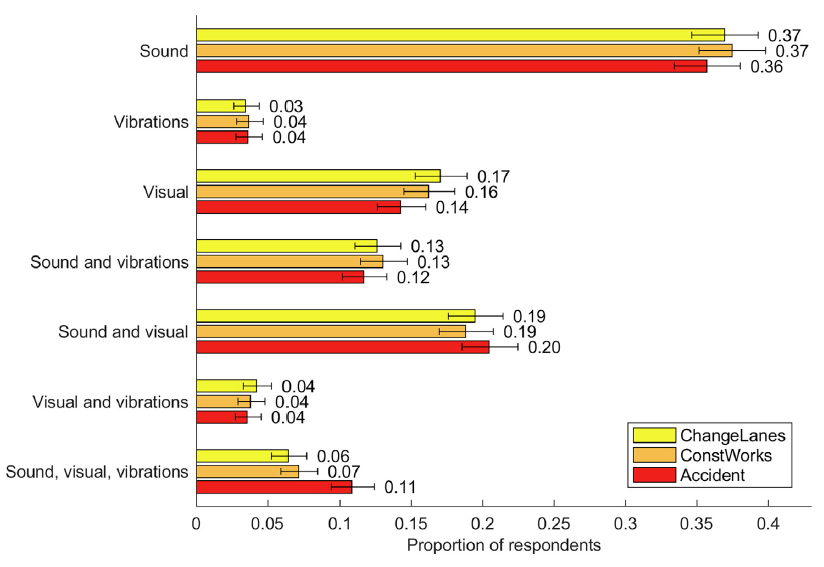 Sound
0.37
0.37
0.36
Vibrations
0.03
0.04
0.04
Visual
0.17
0.16
0.14
Sound and vibrations
0.13
0.13
0.12
Sound and visual
0.19
0.19
0.20
Visual and vibrations
0.04
0.04
0.04
Sound, visual, vibrations
0.06
0.07
0.11
ChangeLanes
ConstWorks
Accident
0 0.05 0.1 0.15 0.2 0.25 0.3 0.35 0.4
Proportion of respondents